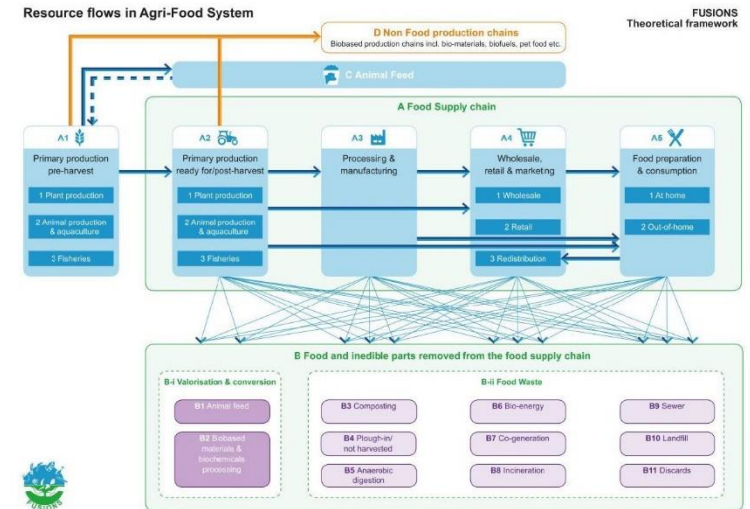 Resource flows in Agri-Food System
FUSIONS
Theoretical framework
D Non Food production chains
Biobased production chains incl. bio-materials, biofuels, pet food etc.
C Animal Feed
A Food Supply chain
A1
Primary production
pre-harvest
1 Plant production
2 Animal production
& aquaculture
3 Fisheries
A2
Primary production
ready for/post-harvest
1 Plant production
2 Animal production
& aquaculture
3 Fisheries
A3
Processing &
manufacturing
A4
Wholesale,
retail & marketing
1 Wholesale
2 Retail
3 Redistribution
A5
Food preparation
& consumption
1 At home
2 Out-of-home
B Food and inedible parts removed from the food supply chain
B-i Valorisation & conversion
B1 Animal feed
B2 Biobased
materials &
biochemicals
processing
B-ii Food Waste
B3 Composting
B4 Plough-in/
not harvested
B5 Anaerobic
digestion
B6 Bio-energy
B7 Co-generation
B8 Incineration
B9 Sewer
B10 Landfill
B11 Discards
FUSIONS